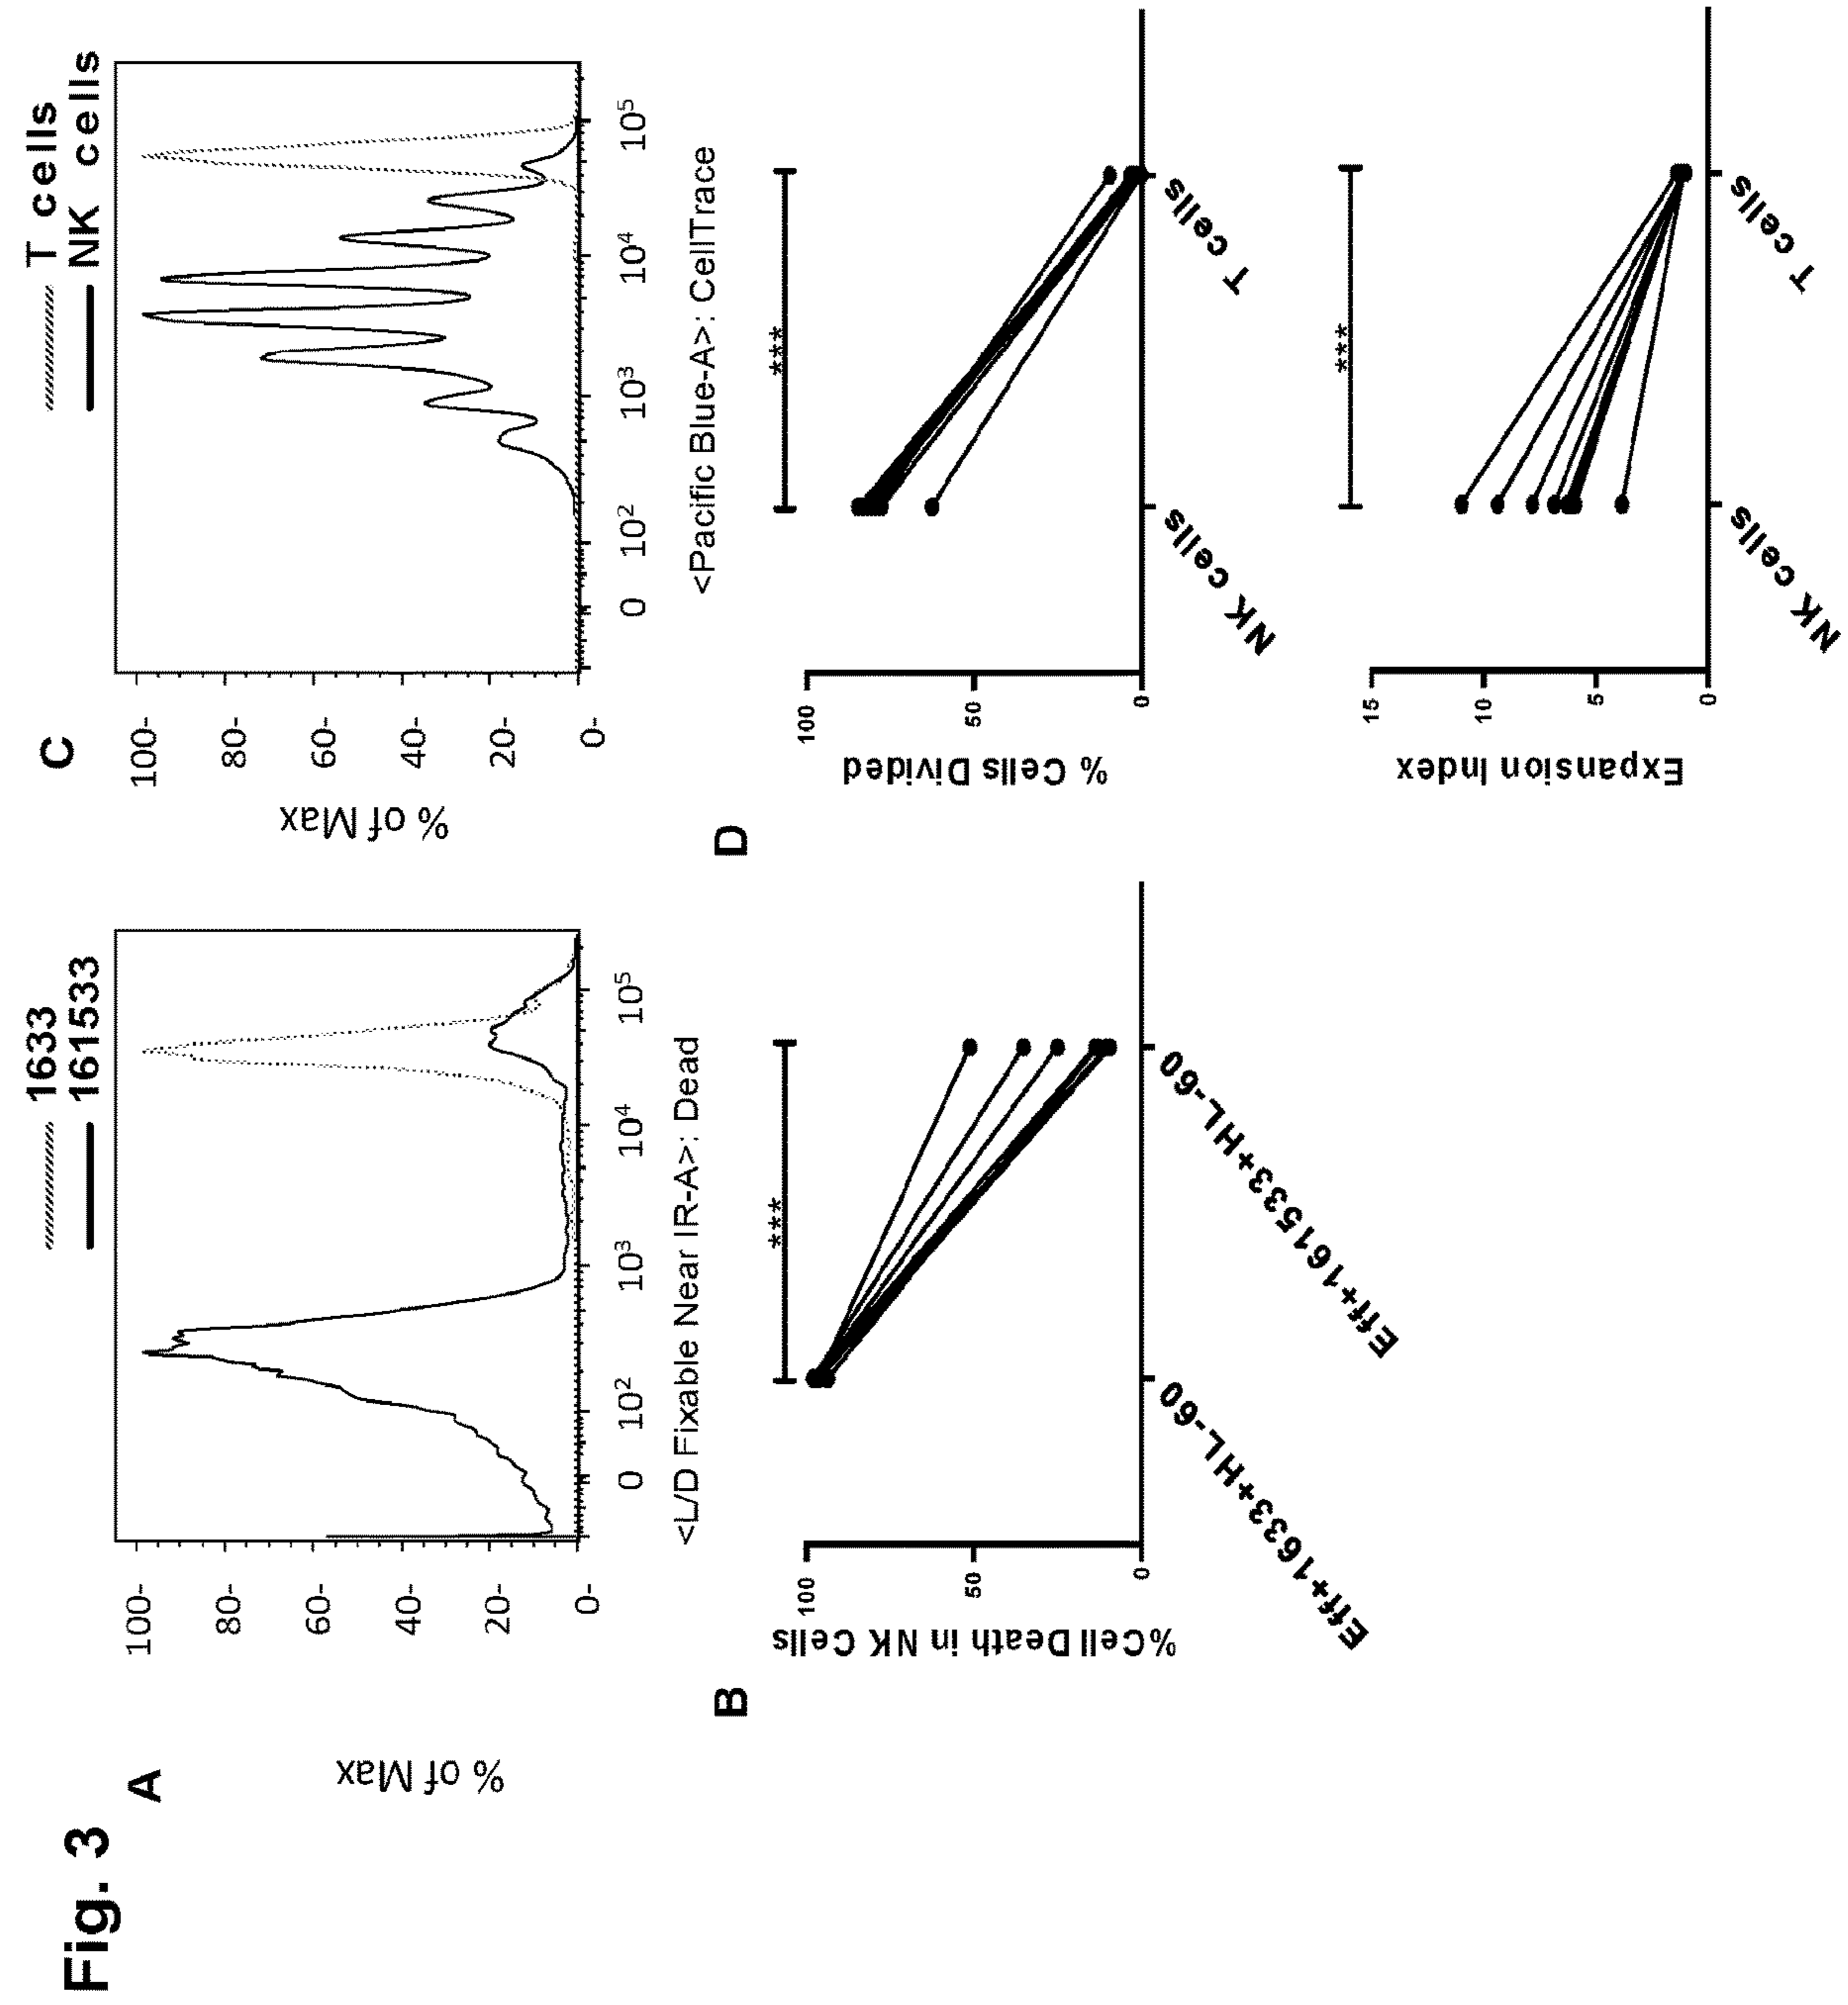 Fig. 3
A
1633
161533
% of Max
100-
80-
60-
40-
20-
0-
0 10² 10³ 10⁴ 10⁵
<L/D Fixable Near IR-A>: Dead
B
%Cell Death in NK Cells
100
50
0
***
Eff+1633+HL-60
Eff+161533+HL-60
C
T cells
NK cells
% of Max
100-
80-
60-
40-
20-
0-
0 10² 10³ 10⁴ 10⁵
<Pacific Blue-A>: CellTrace
D
% Cells Divided
100
50
0
***
NK cells
T cells
Expansion Index
15
10
5
0
***
NK cells
T cells